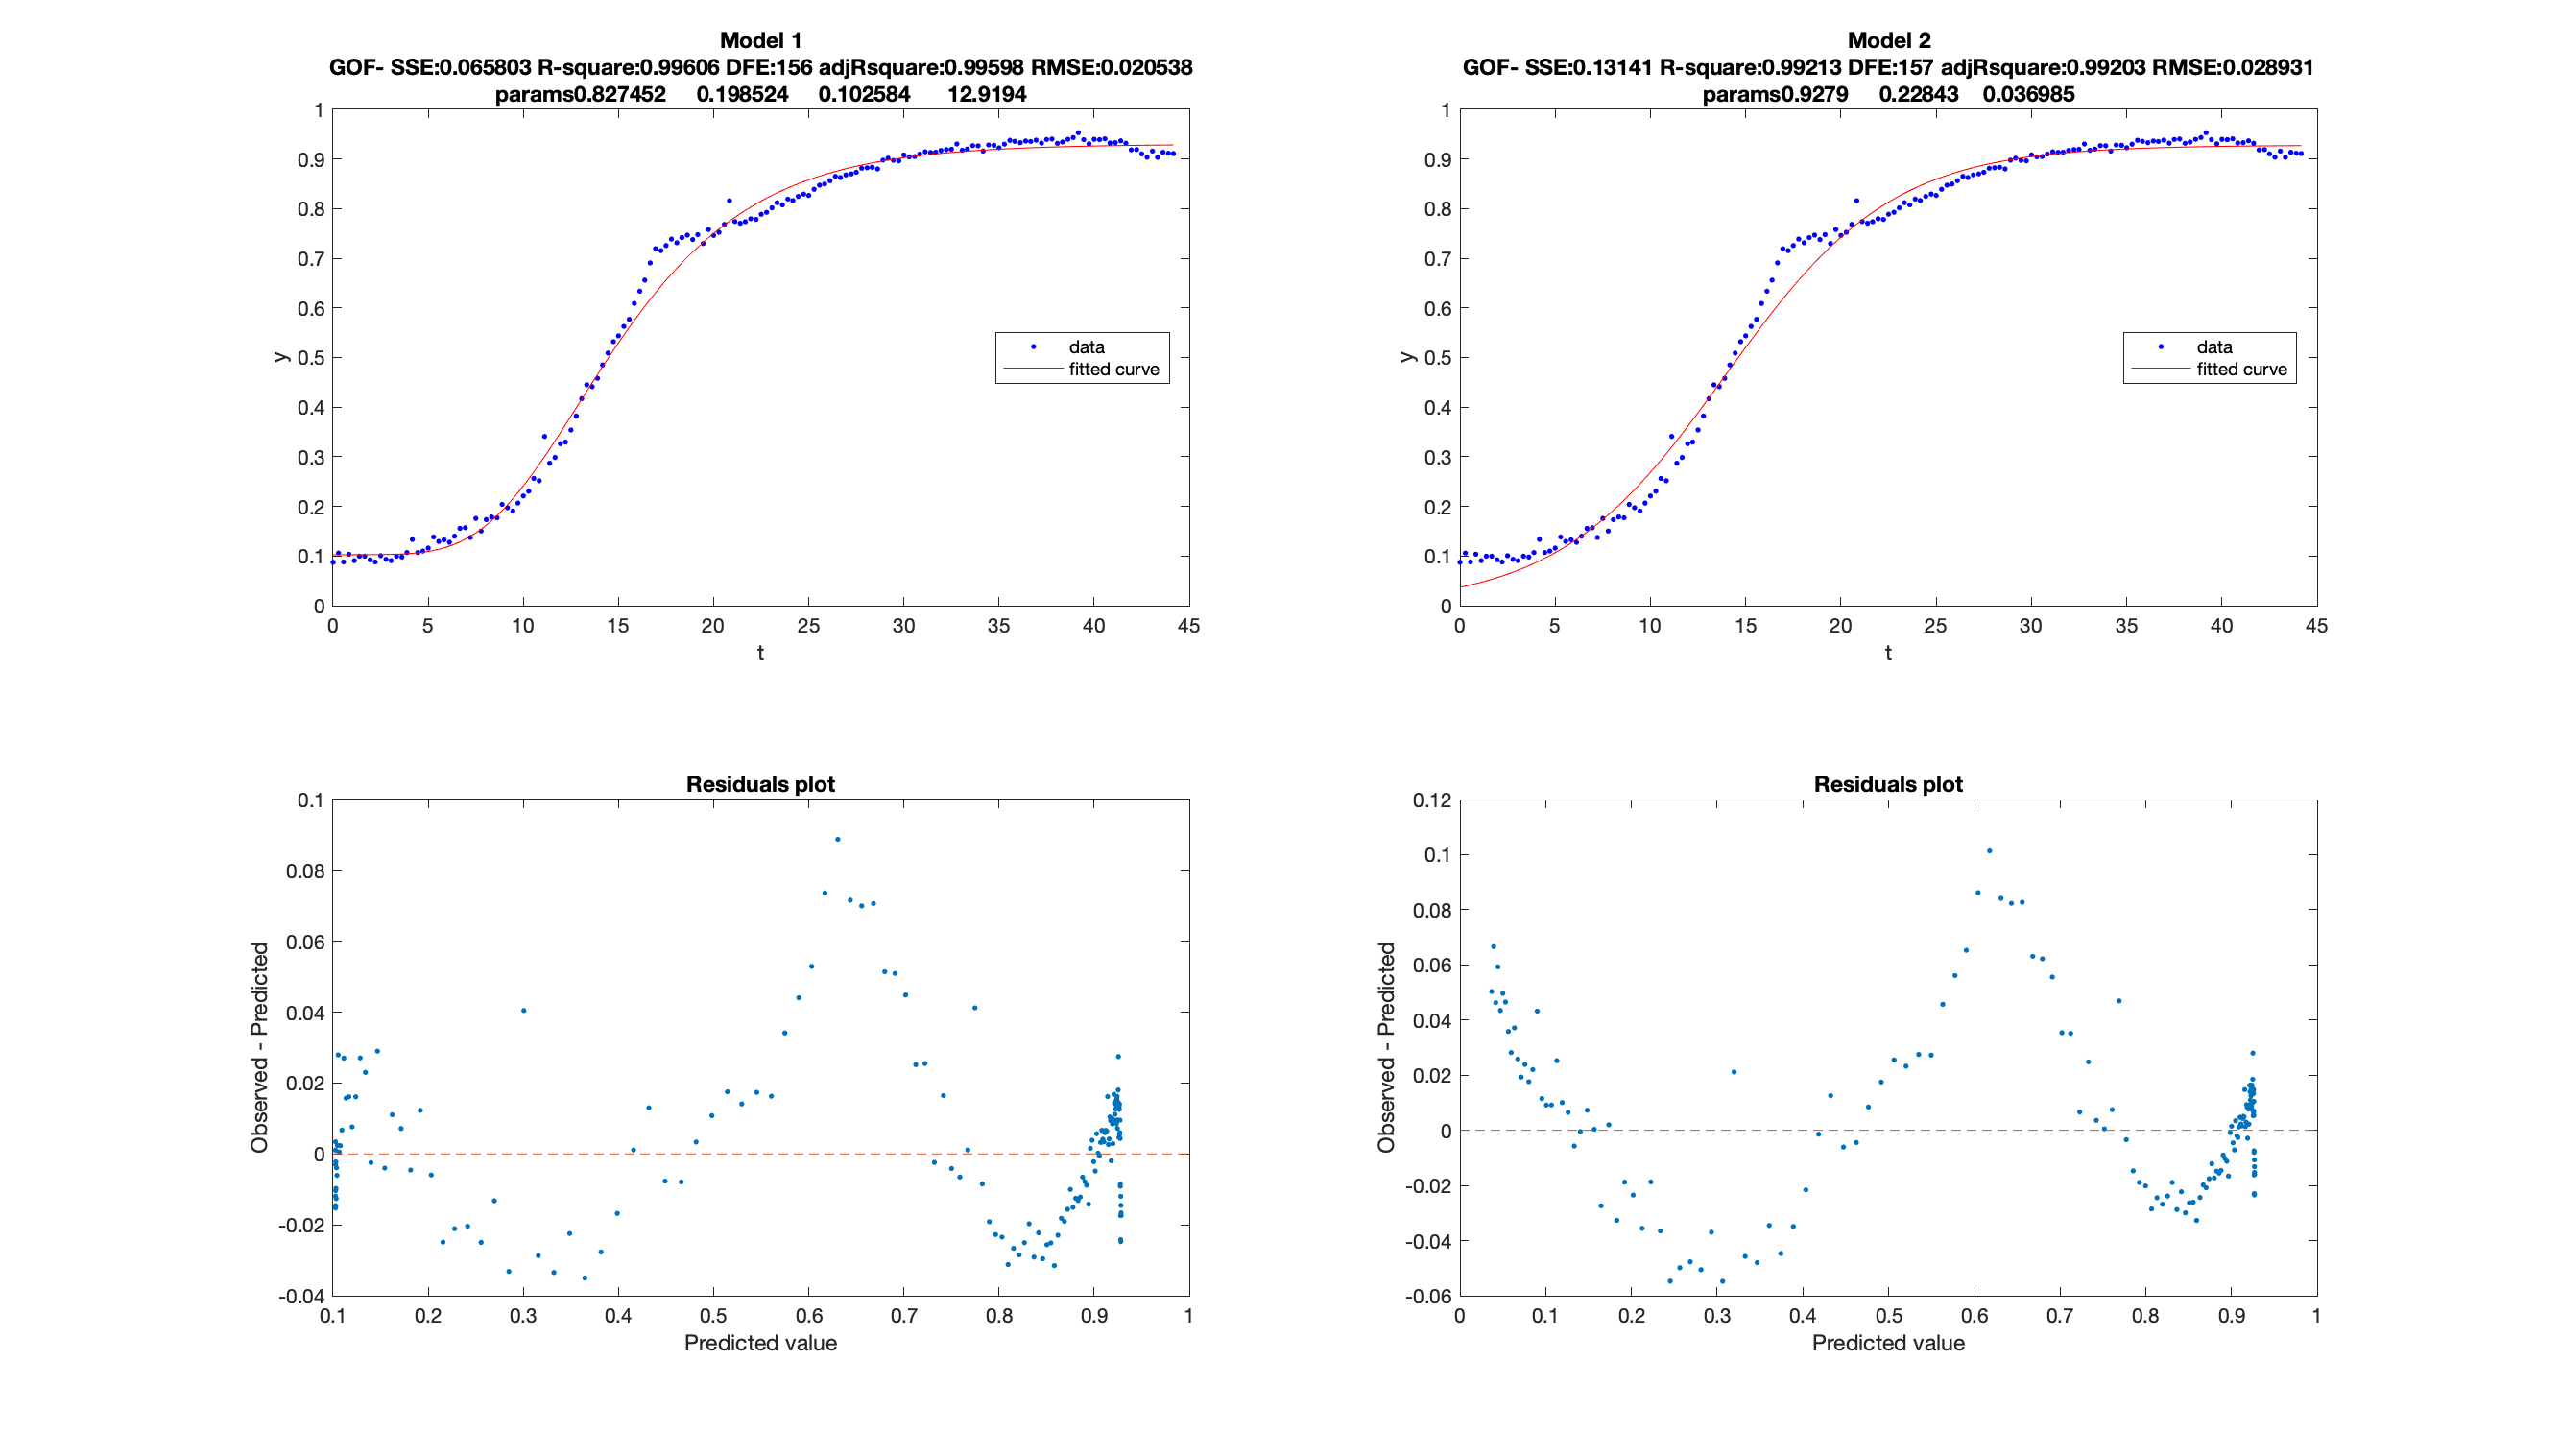 Model 1
GOF- SSE:0.065803 R-square:0.99606 DFE:156 adjRsquare:0.99598 RMSE:0.020538
params0.827452 0.198524 0.102584 12.9194
1
0.9
0.8
0.7
0.6
0.5
0.4
0.3
0.2
0.1
0
y
data
fitted curve
0 5 10 15 20 25 30 35 40 45
t
Model 2
GOF- SSE:0.13141 R-square:0.99213 DFE:157 adjRsquare:0.99203 RMSE:0.028931
params0.9279 0.22843 0.036985
1
0.9
0.8
0.7
0.6
0.5
0.4
0.3
0.2
0.1
0
y
data
fitted curve
0 5 10 15 20 25 30 35 40 45
t
Residuals plot
0.1
0.08
0.06
0.04
0.02
0
-0.02
-0.04
Observed - Predicted
0.1 0.2 0.3 0.4 0.5 0.6 0.7 0.8 0.9 1
Predicted value
Residuals plot
0.12
0.1
0.08
0.06
0.04
0.02
0
-0.02
-0.04
-0.06
Observed - Predicted
0 0.1 0.2 0.3 0.4 0.5 0.6 0.7 0.8 0.9 1
Predicted value